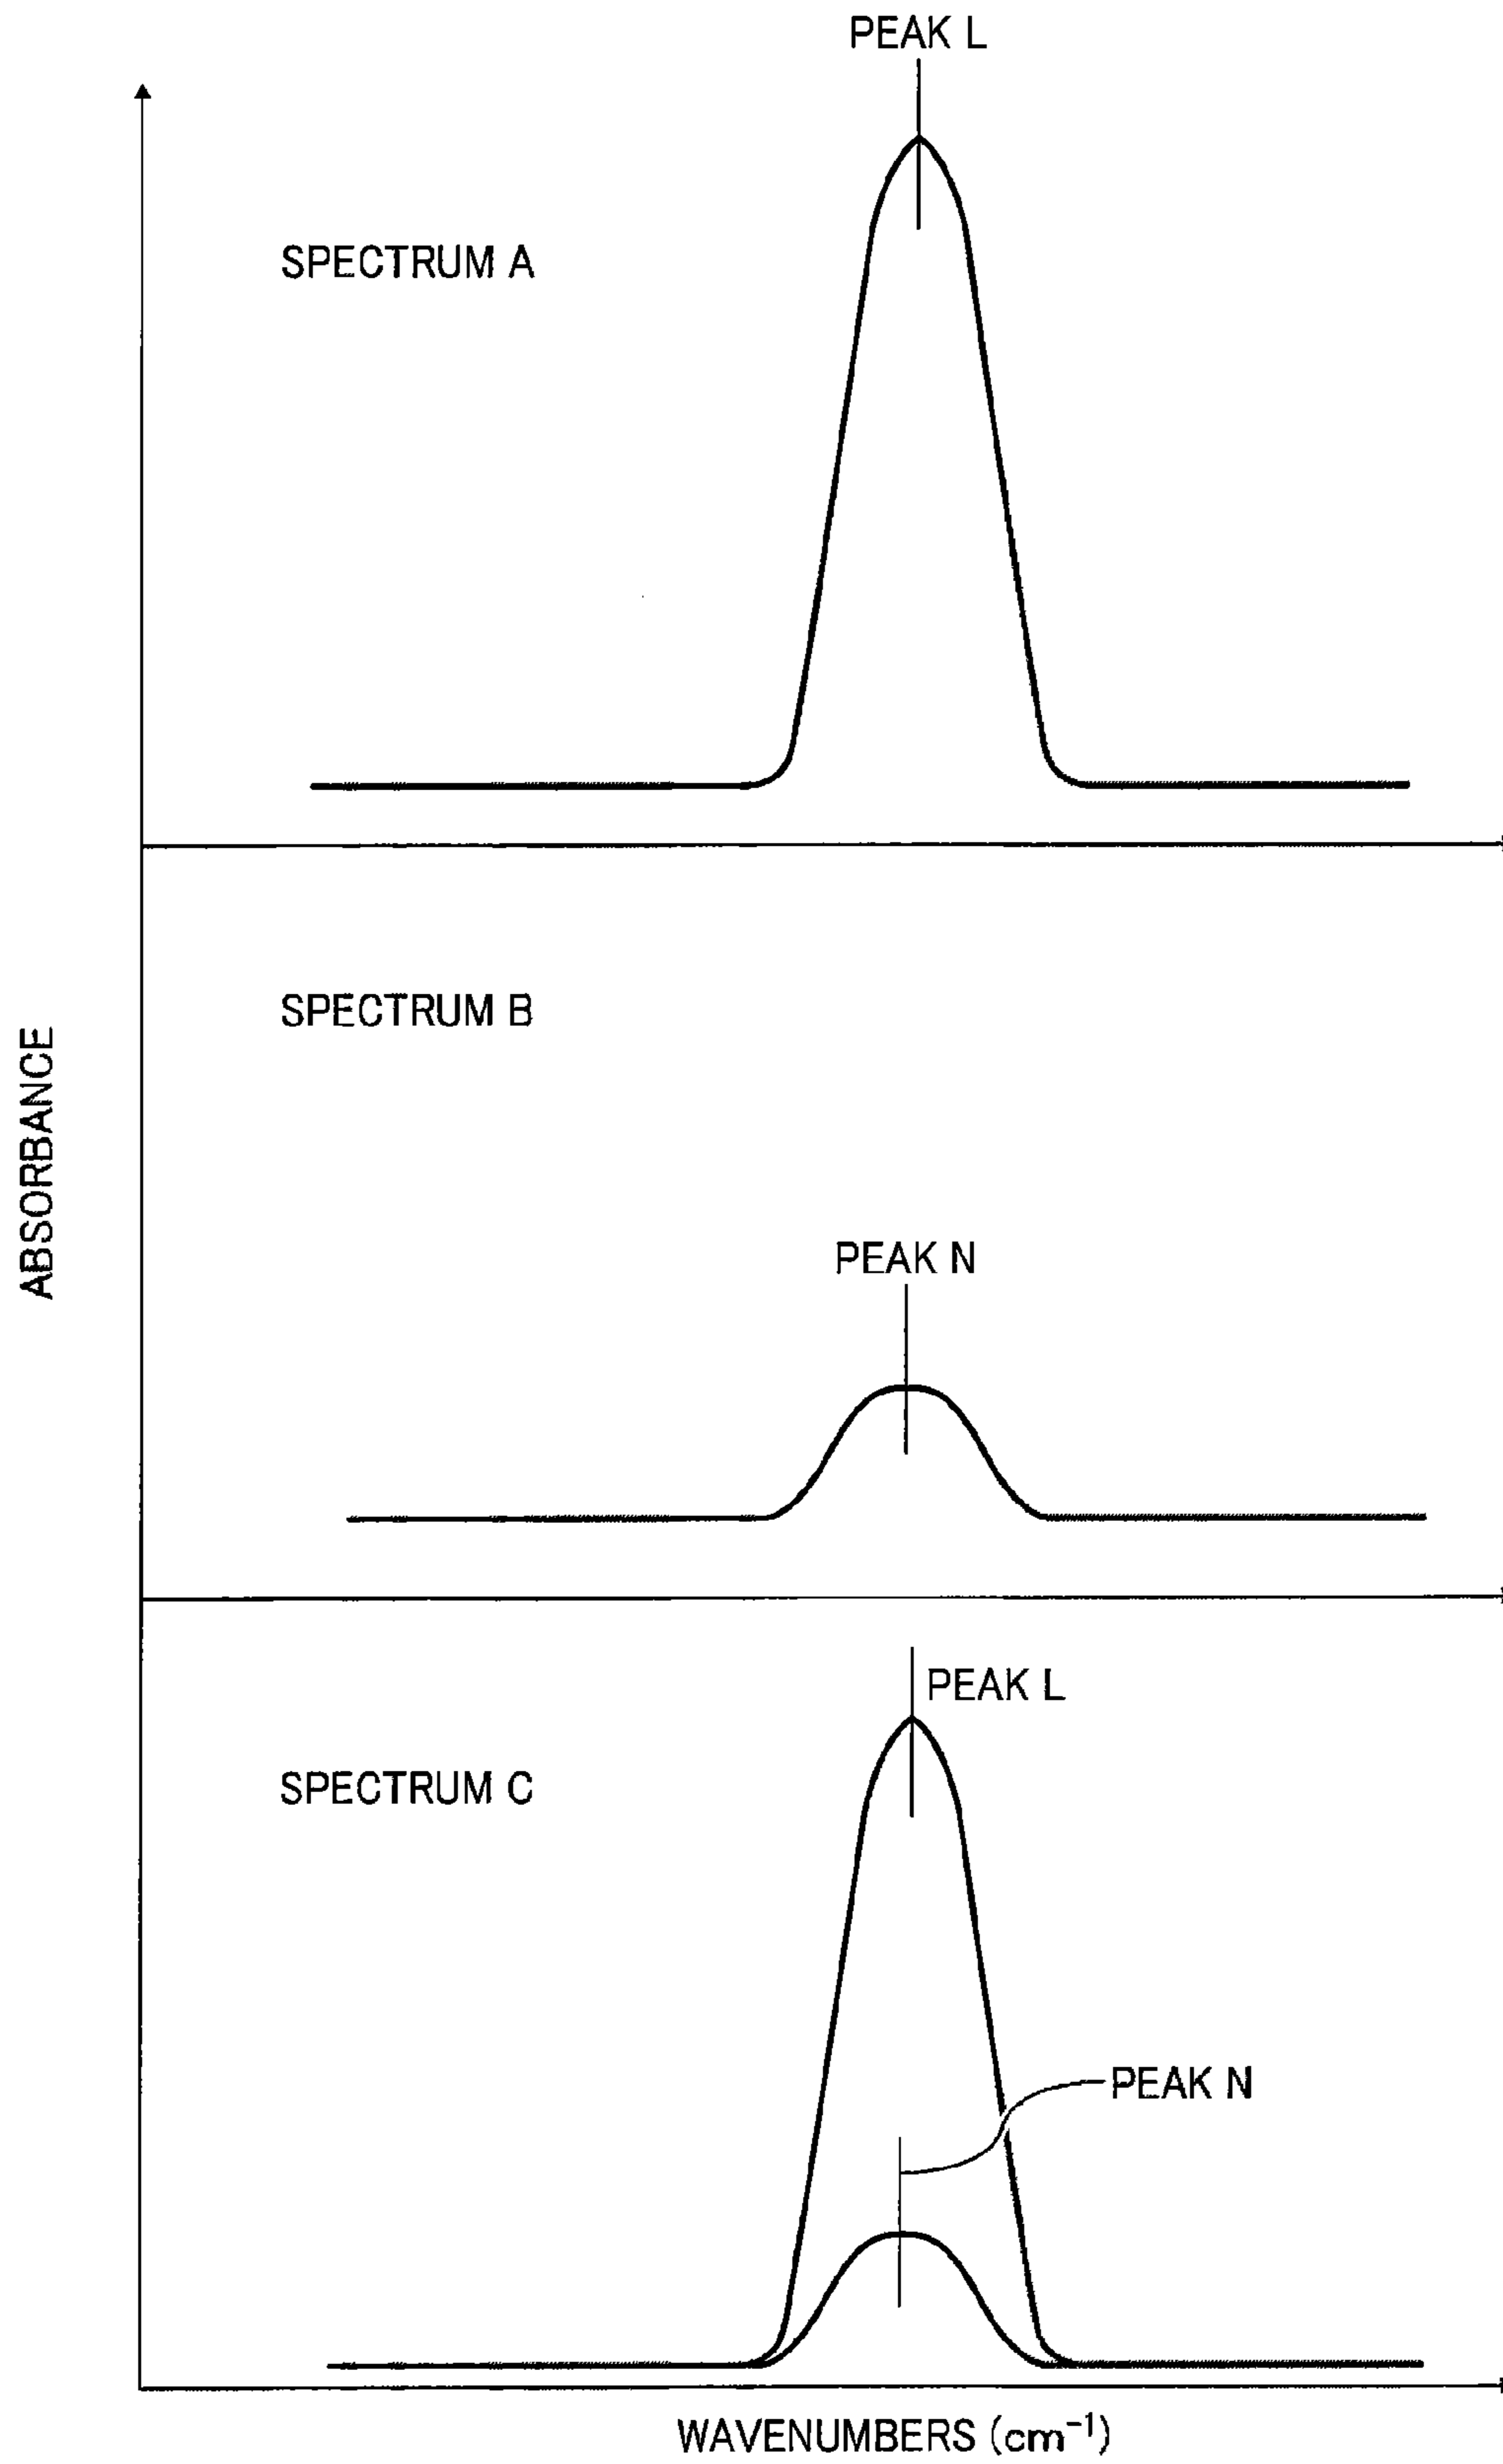 PEAK L
SPECTRUM A
SPECTRUM B
ABSORBANCE
PEAK N
PEAK L
SPECTRUM C
PEAK N
WAVENUMBERS (cm⁻¹)